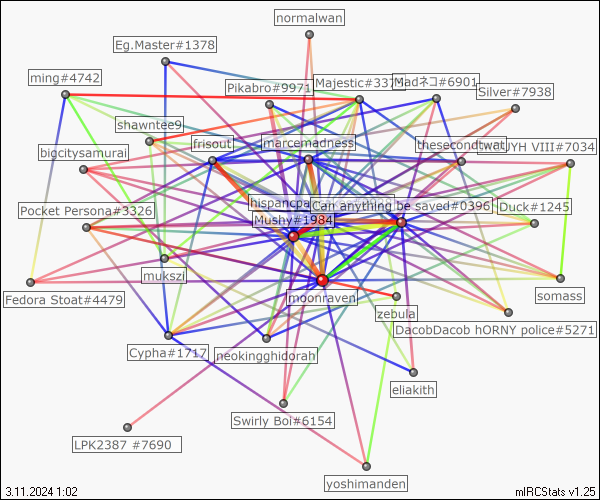 normalwan
Eg.Master#1378
ming#4742
Pikabro#9971
Majestic#337
Madネコ#6901
Silver#7938
shawntee9
frisout
marcemadness
thesecondtwat
UYH VIII#7034
bigcitysamurai
hispancpa
Can anything be saved#0396
Duck#1245
Pocket Persona#3326
Mushy#1984
mukszi
moonraven
somass
Fedora Stoat#4479
zebula
DacobDacob hORNY police#5271
Cypha#1717
neokingghidorah
eliakith
Swirly Boi#6154
LPK2387 #7690
yoshimanden
3.11.2024 1:02
mIRCStats v1.25